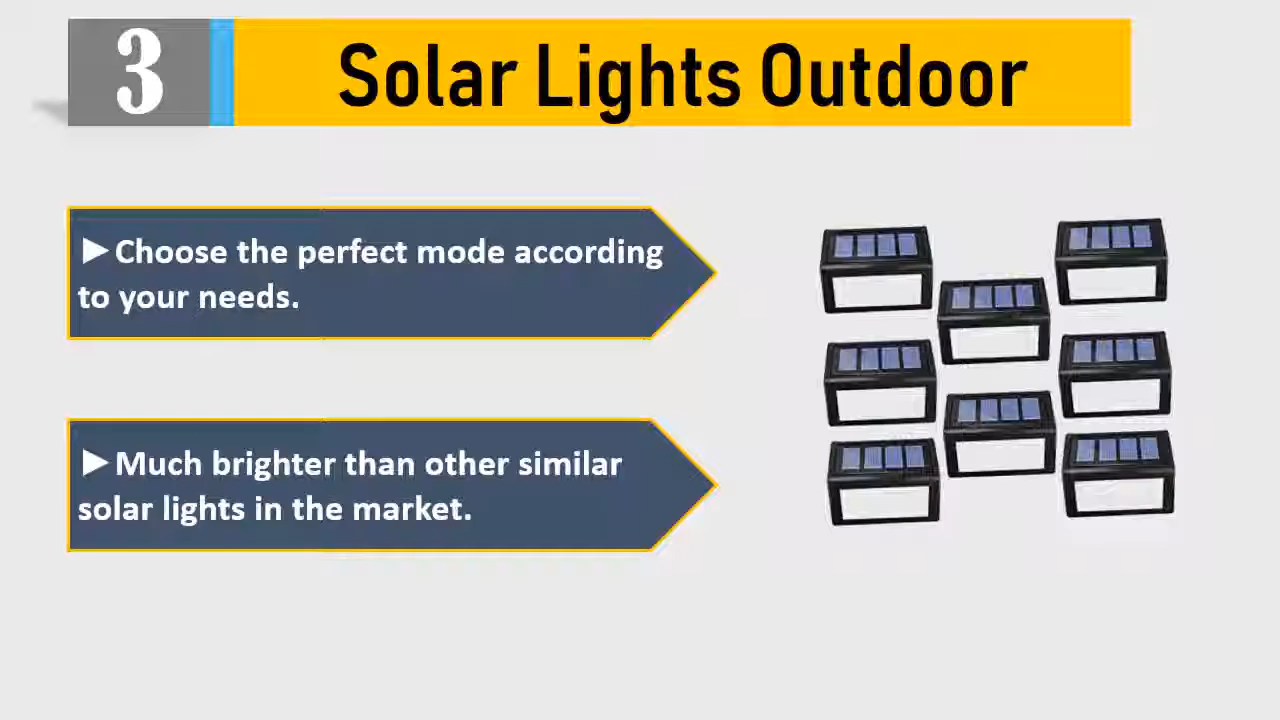 3
Solar Lights Outdoor
►Choose the perfect mode according
to your needs.
►Much brighter than other similar
solar lights in the market.